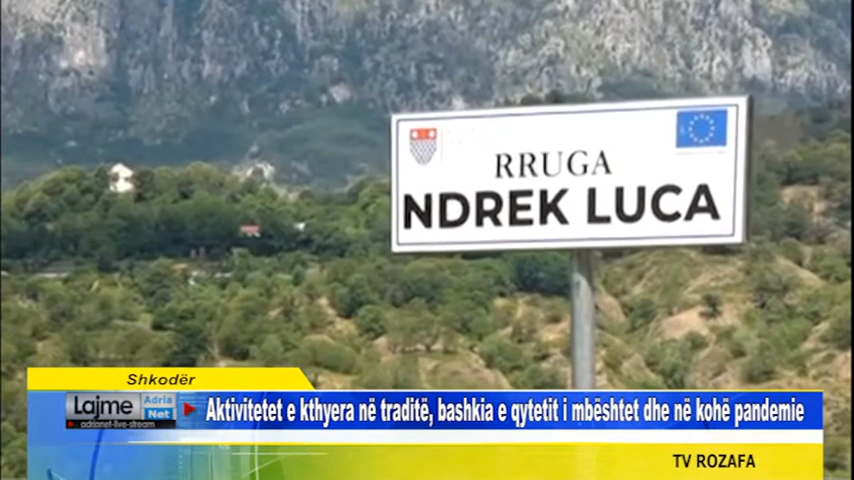 RRUGA
NDREK LUCA
Shkodër
Lajme
Adria
Net
adrianet-live-stream
Aktivitetet e kthyera në traditë, bashkia e qytetit i mbështet dhe në kohë pandemie
TV ROZAFA